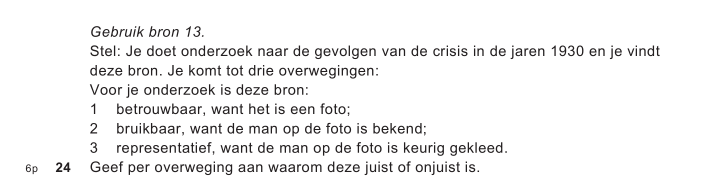 Gebruik bron 13.
Stel: Je doet onderzoek naar de gevolgen van de crisis in de jaren 1930 en je vindt
deze bron. Je komt tot drie overwegingen:
Voor je onderzoek is deze bron:
1 betrouwbaar, want het is een foto;
2 bruikbaar, want de man op de foto is bekend;
3 representatief, want de man op de foto is keurig gekleed.
6p 24 Geef per overweging aan waarom deze juist of onjuist is.